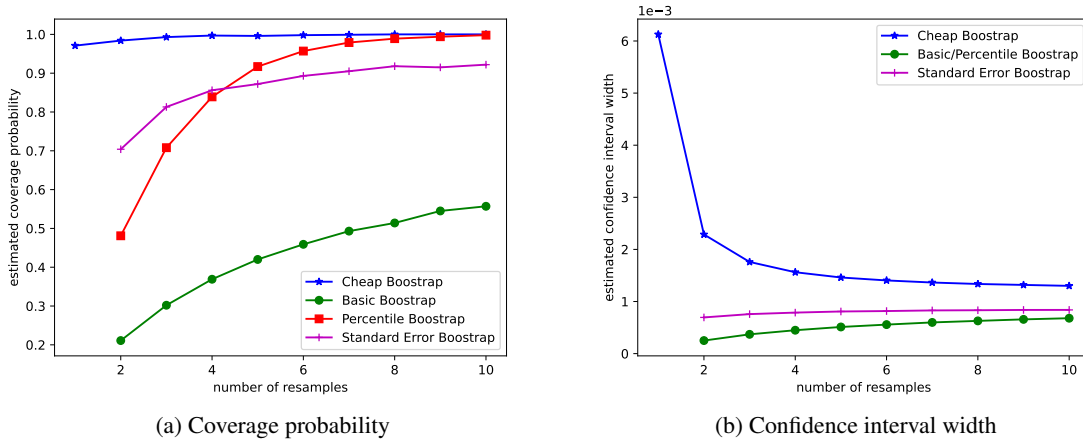 1.0
0.9
0.8
0.7
0.6
0.5
0.4
0.3
0.2
estimated coverage probability
Cheap Boostrap
Basic Boostrap
Percentile Boostrap
Standard Error Boostrap
2 4 6 8 10
number of resamples
(a) Coverage probability
1e−3
6
5
4
3
2
1
0
estimated confidence interval width
Cheap Boostrap
Basic/Percentile Boostrap
Standard Error Boostrap
2 4 6 8 10
number of resamples
(b) Confidence interval width